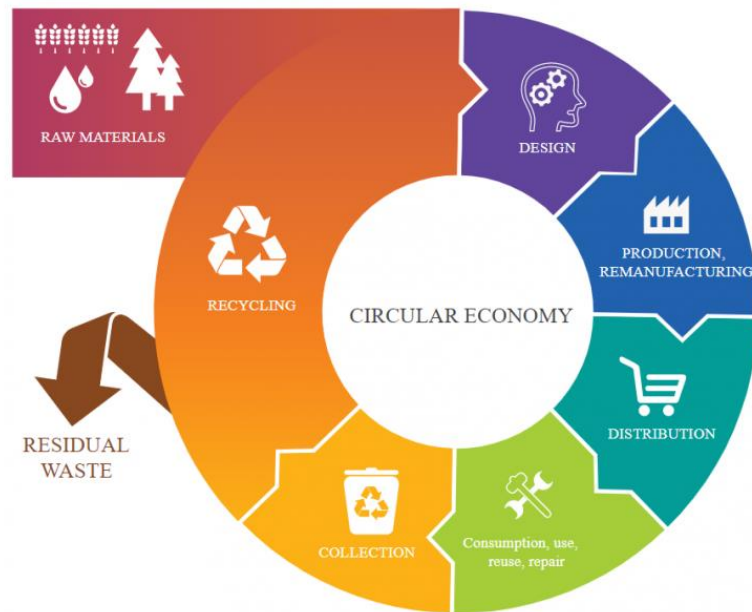 RAW MATERIALS
DESIGN
PRODUCTION,
REMANUFACTURING
RECYCLING
CIRCULAR ECONOMY
DISTRIBUTION
RESIDUAL
WASTE
COLLECTION
Consumption, use,
reuse, repair